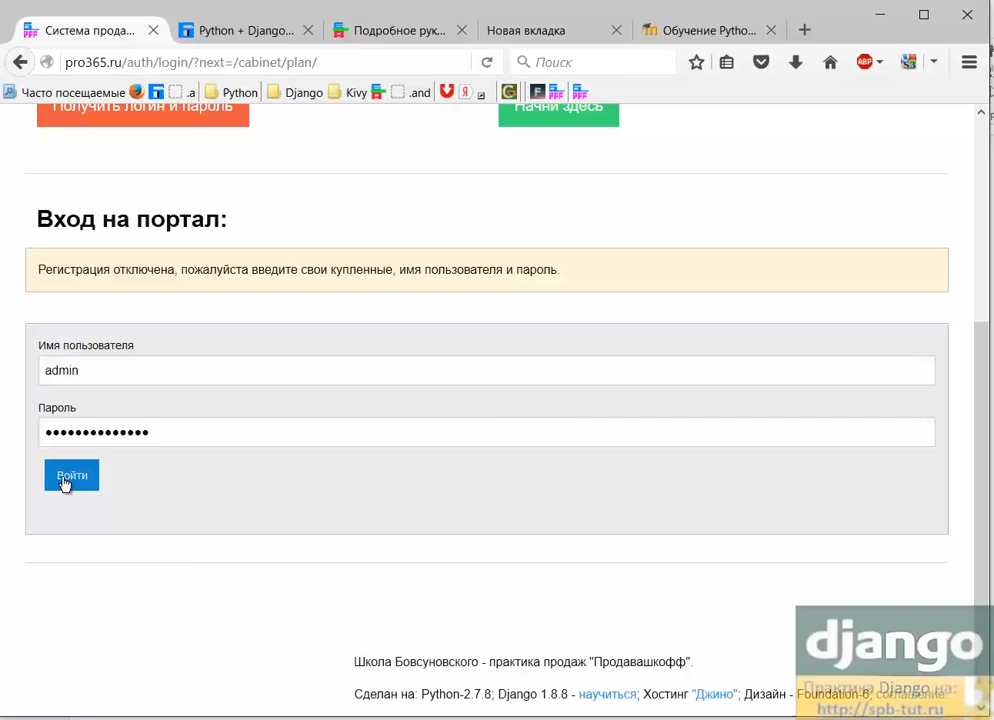 Система прода...
Python + Django...
Подробное рук...
Новая вкладка
Обучение Pytho...
pro365.ru/auth/login/?next=/cabinet/plan/
Поиск
ABP
Часто посещаемые
.a
Python
Django
Kivy
.and
Получить логин и пароль
Начни здесь
Вход на портал:
Регистрация отключена, пожалуйста введите свои купленные, имя пользователя и пароль.
Имя пользователя
admin
Пароль
••••••••••••••
Войти
Школа Бовсуновского - практика продаж "Продавашкофф".
Сделан на: Python-2.7.8; Django 1.8.8 - научиться; Хостинг "Джино"; Дизайн - Foundation-6, соглашение.
django
Практика Django на:
http://spb-tut.ru